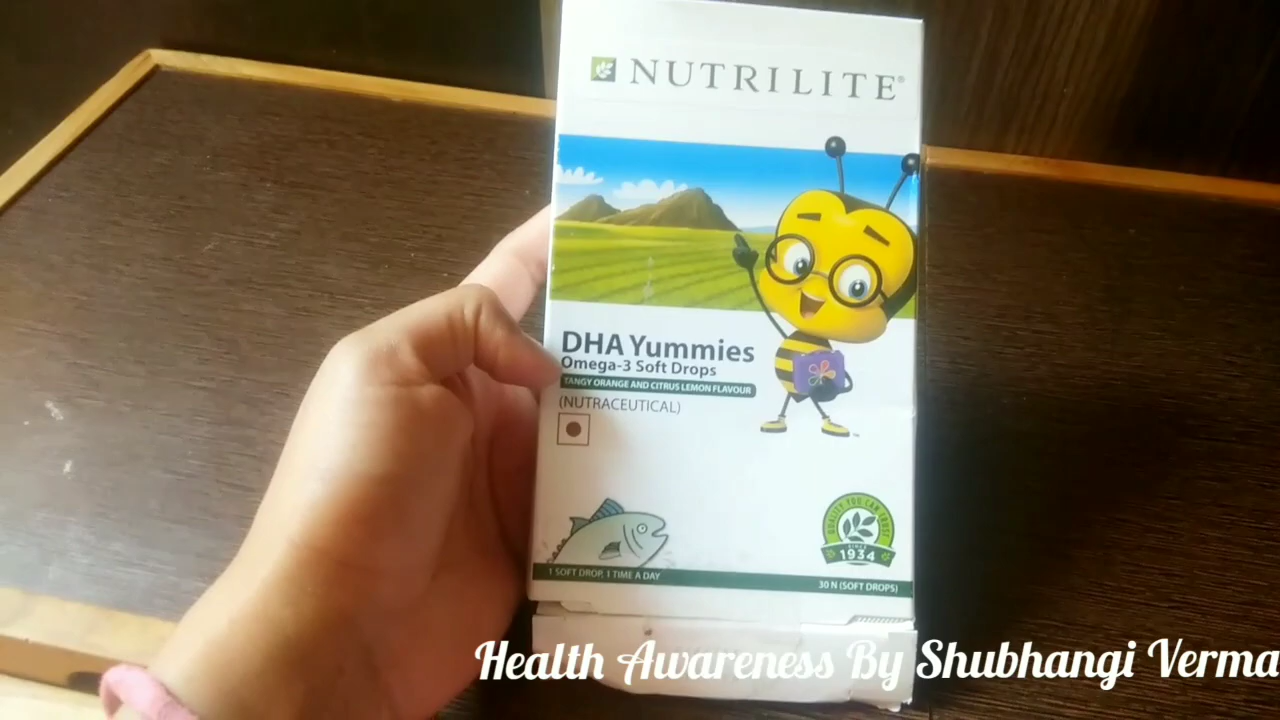 NUTRILITE®
DHA Yummies
Omega-3 Soft Drops
TANGY ORANGE AND CITRUS LEMON FLAVOUR
(NUTRACEUTICAL)
QUALITY YOU CAN TRUST
SINCE
1934
1 SOFT DROP, 1 TIME A DAY
30 N (SOFT DROPS)
Health Awareness By Shubhangi Verma